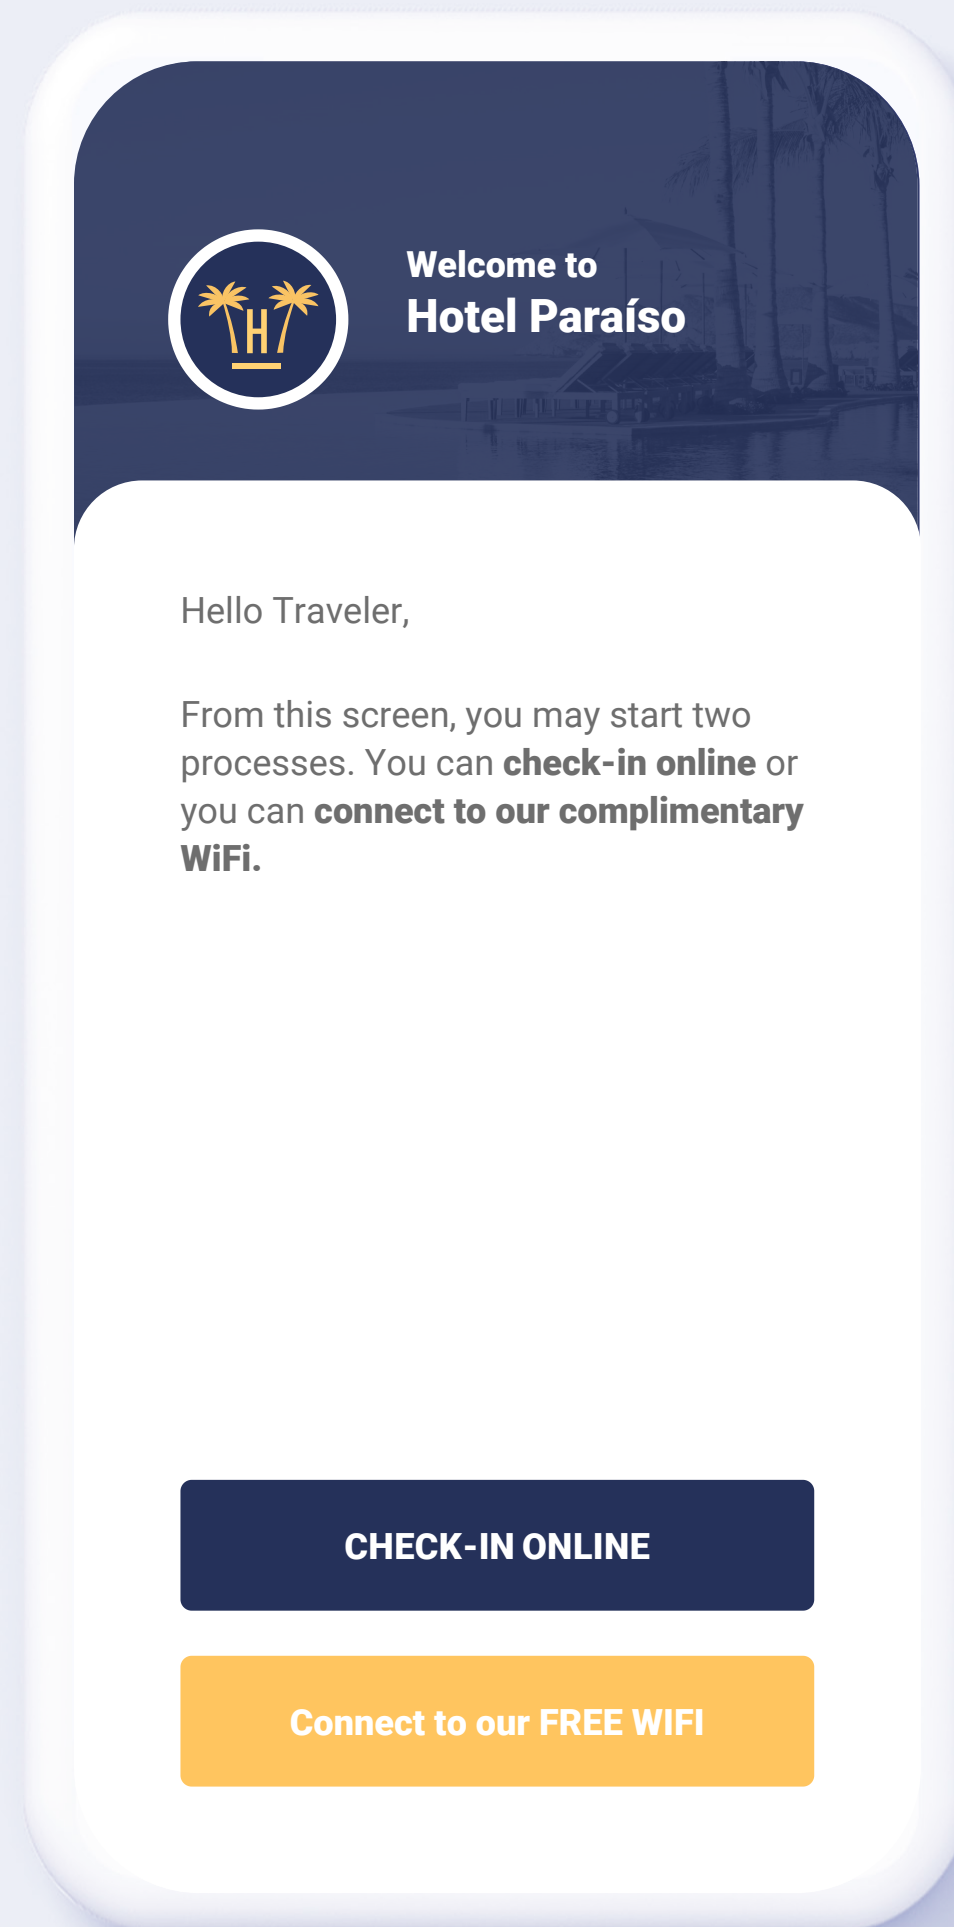 H
Welcome to
Hotel Paraíso
Hello Traveler,
From this screen, you may start two
processes. You can check-in online or
you can connect to our complimentary
WiFi.
CHECK-IN ONLINE
Connect to our FREE WIFI